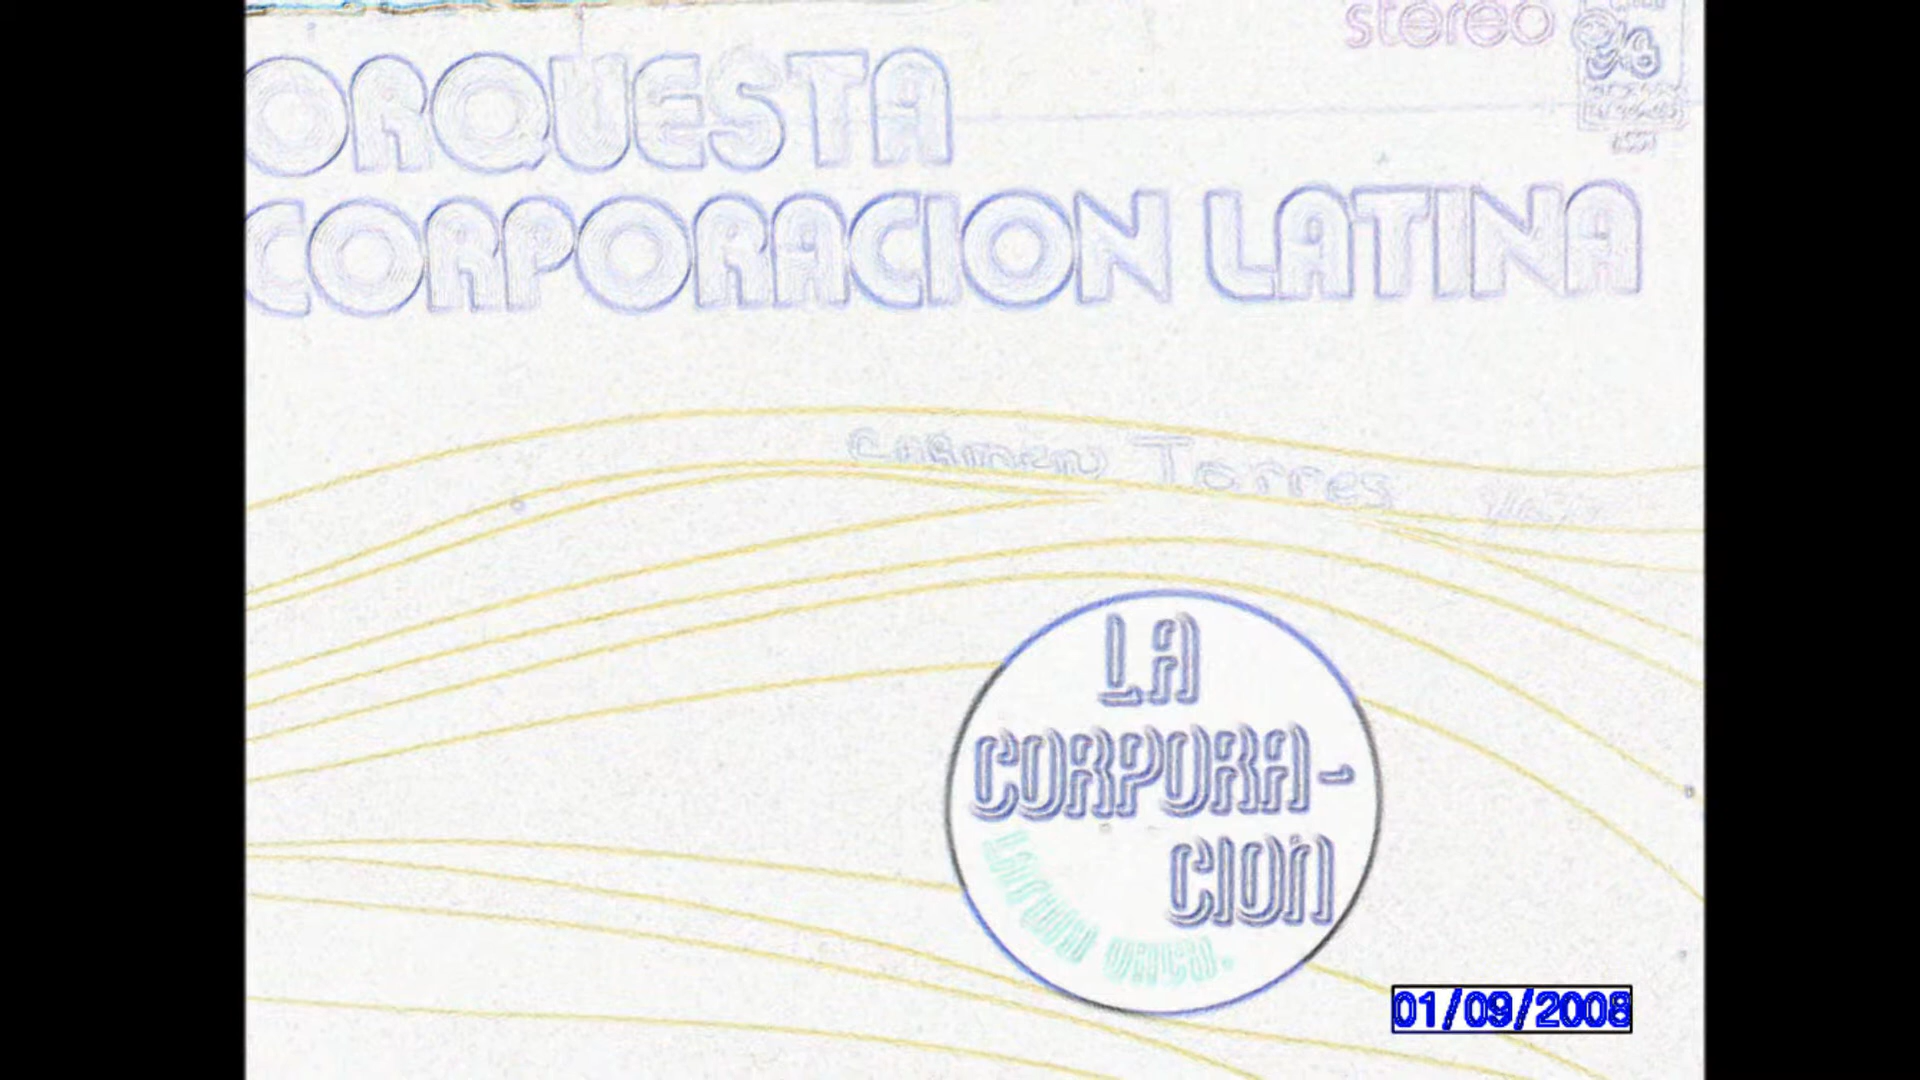 stereo
ORQUESTA
CORPORACION LATINA
Carmen Torres
LA
CORPORA-
CION
01/09/2008